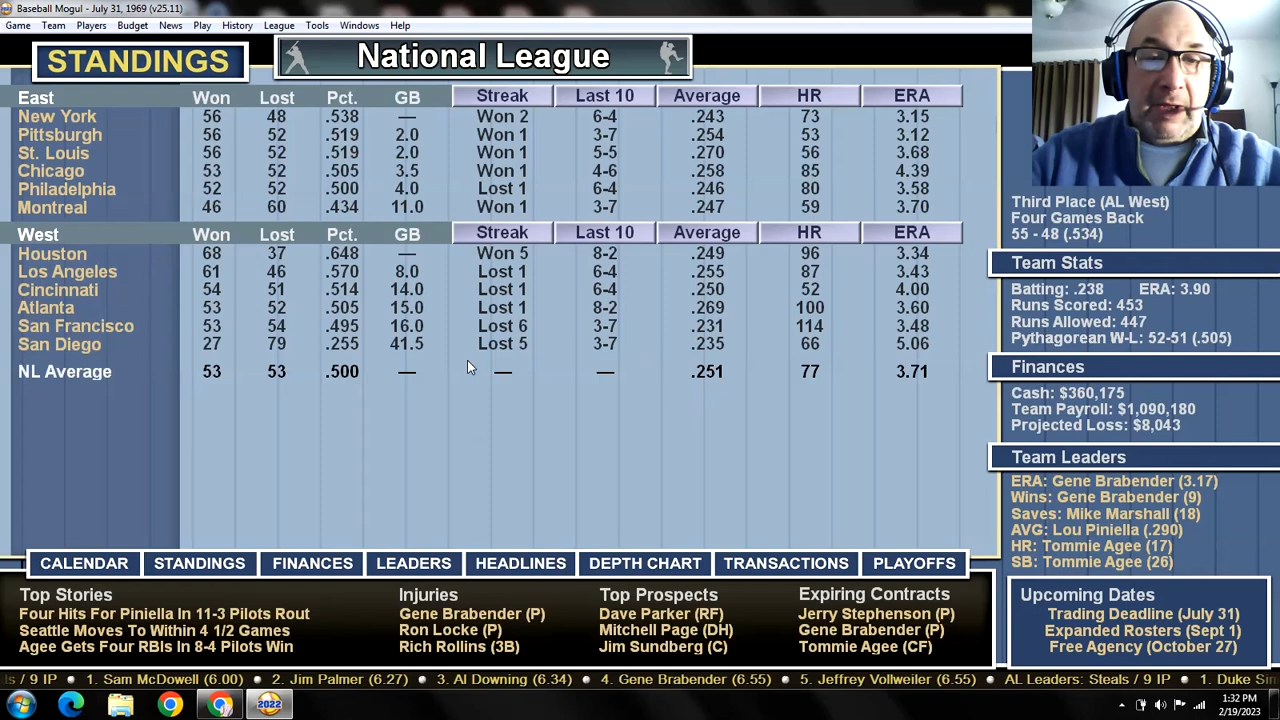 Baseball Mogul - July 31, 1969 (v25.11)
Game Team Players Budget News Play History League Tools Windows Help
STANDINGS
National League
East Won Lost Pct. GB Streak Last 10 Average HR ERA
New York 56 48 .538 — Won 2 6-4 .243 73 3.15
Pittsburgh 56 52 .519 2.0 Won 1 3-7 .254 53 3.12
St. Louis 56 52 .519 2.0 Won 1 5-5 .270 56 3.68
Chicago 53 52 .505 3.5 Won 1 4-6 .258 85 4.39
Philadelphia 52 52 .500 4.0 Lost 1 6-4 .246 80 3.58
Montreal 46 60 .434 11.0 Won 1 3-7 .247 59 3.70
West Won Lost Pct. GB Streak Last 10 Average HR ERA
Houston 68 37 .648 — Won 5 8-2 .249 96 3.34
Los Angeles 61 46 .570 8.0 Lost 1 6-4 .255 87 3.43
Cincinnati 54 51 .514 14.0 Lost 1 4-6 .250 52 4.00
Atlanta 53 52 .505 15.0 Lost 1 8-2 .269 100 3.60
San Francisco 53 54 .495 16.0 Lost 6 3-7 .231 114 3.48
San Diego 27 79 .255 41.5 Lost 5 3-7 .235 66 5.06
NL Average 53 53 .500 — — — .251 77 3.71
Third Place (AL West)
Four Games Back
55 - 48 (.534)
Team Stats
Batting: .238 ERA: 3.90
Runs Scored: 453
Runs Allowed: 447
Pythagorean W-L: 52-51 (.505)
Finances
Cash: $360,175
Team Payroll: $1,090,180
Projected Loss: $8,043
Team Leaders
ERA: Gene Brabender (3.17)
Wins: Gene Brabender (9)
Saves: Mike Marshall (18)
AVG: Lou Piniella (.290)
HR: Tommie Agee (17)
SB: Tommie Agee (26)
CALENDAR STANDINGS FINANCES LEADERS HEADLINES DEPTH CHART TRANSACTIONS PLAYOFFS
Top Stories
Four Hits For Piniella In 11-3 Pilots Rout
Seattle Moves To Within 4 1/2 Games
Agee Gets Four RBIs In 8-4 Pilots Win
Injuries
Gene Brabender (P)
Ron Locke (P)
Rich Rollins (3B)
Top Prospects
Dave Parker (RF)
Mitchell Page (DH)
Jim Sundberg (C)
Expiring Contracts
Jerry Stephenson (P)
Gene Brabender (P)
Tommie Agee (CF)
Upcoming Dates
Trading Deadline (July 31)
Expanded Rosters (Sept 1)
Free Agency (October 27)
s / 9 IP • 1. Sam McDowell (6.00) • 2. Jim Palmer (6.27) • 3. Al Downing (6.34) • 4. Gene Brabender (6.55) • 5. Jeffrey Vollweiler (6.55) • AL Leaders: Steals / 9 IP • 1. Duke Sim
2022
1:32 PM
2/19/2023